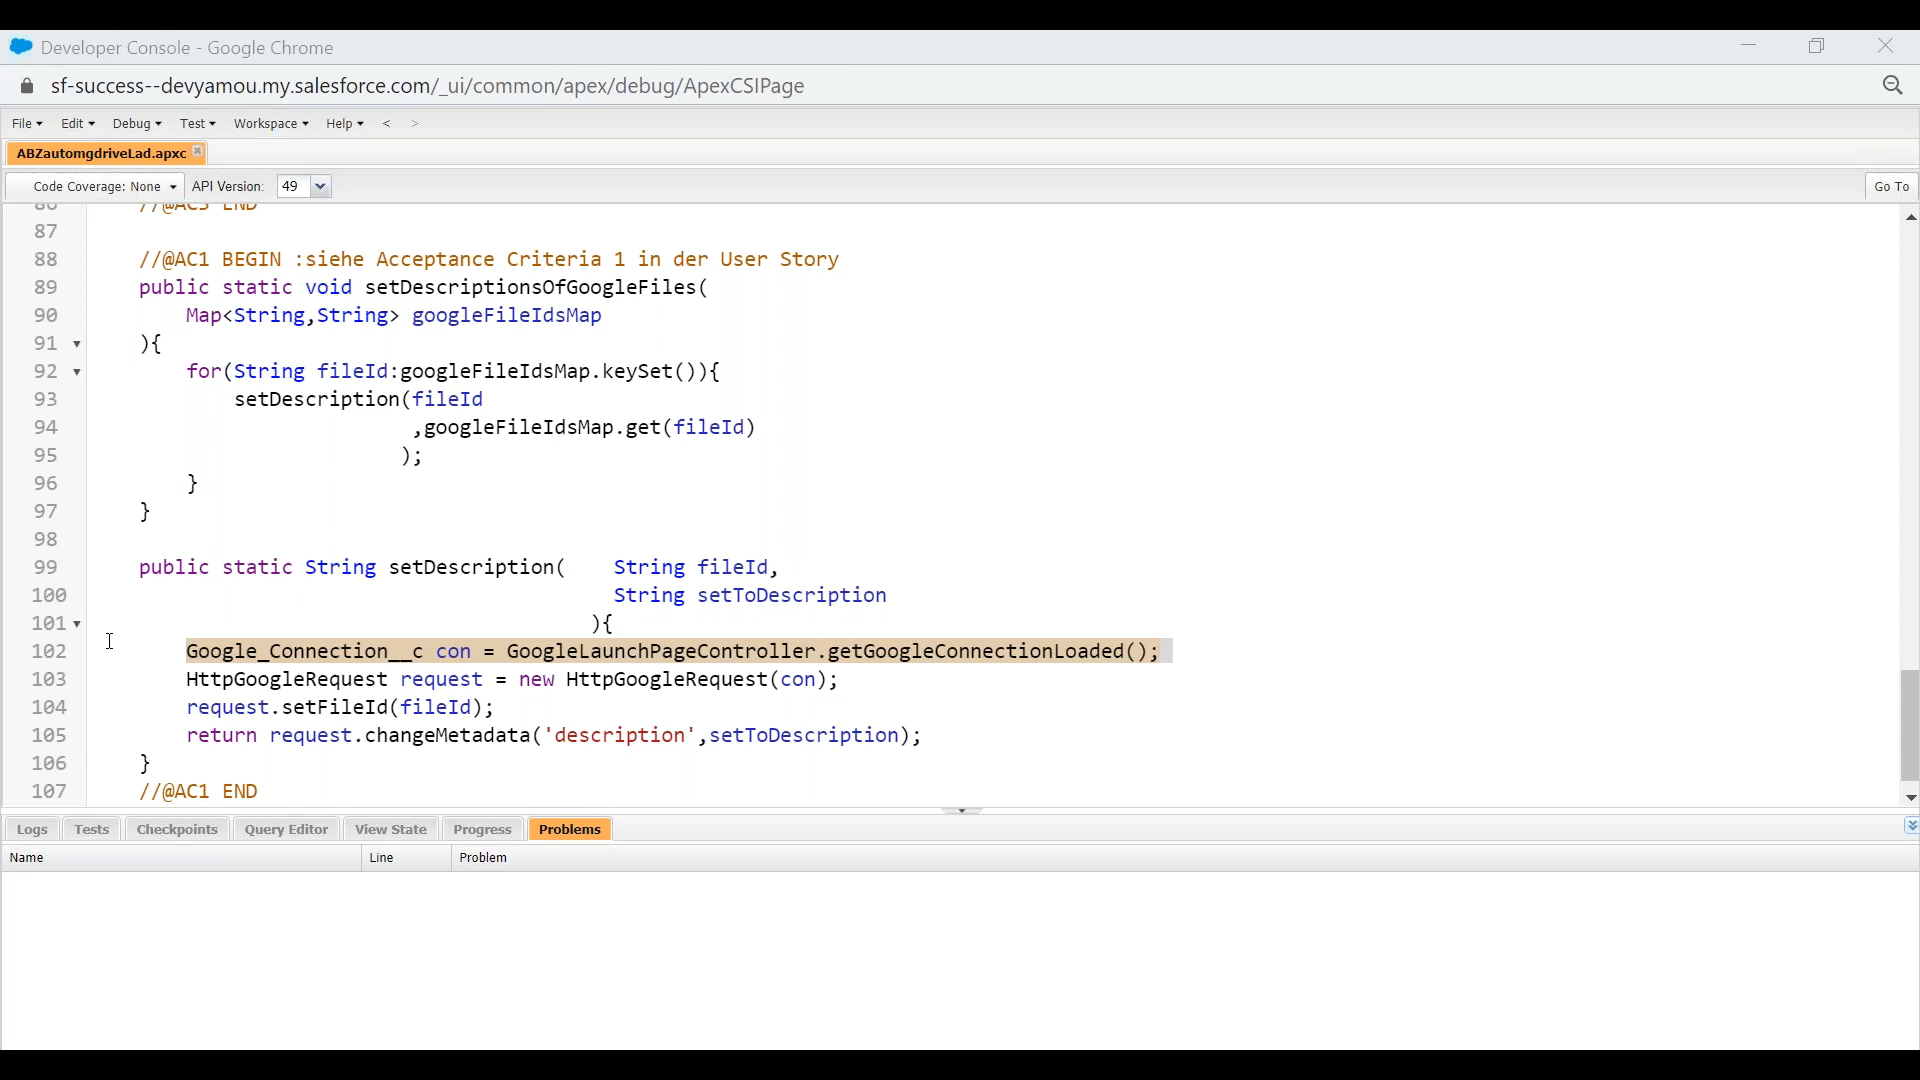 Developer Console - Google Chrome
sf-success--devyamou.my.salesforce.com/_ui/common/apex/debug/ApexCSIPage
File Edit Debug Test Workspace Help < >
ABZautomgdriveLad.apxc
Code Coverage: None API Version: 49 Go To
86 //@AC3 END
87
88 //@AC1 BEGIN :siehe Acceptance Criteria 1 in der User Story
89 public static void setDescriptionsOfGoogleFiles(
90 Map<String,String> googleFileIdsMap
91 ){
92 for(String fileId:googleFileIdsMap.keySet()){
93 setDescription(fileId
94 ,googleFileIdsMap.get(fileId)
95 );
96 }
97 }
98
99 public static String setDescription( String fileId,
100 String setToDescription
101 ){
102 Google_Connection__c con = GoogleLaunchPageController.getGoogleConnectionLoaded();
103 HttpGoogleRequest request = new HttpGoogleRequest(con);
104 request.setFileId(fileId);
105 return request.changeMetadata('description',setToDescription);
106 }
107 //@AC1 END
Logs Tests Checkpoints Query Editor View State Progress Problems
Name Line Problem